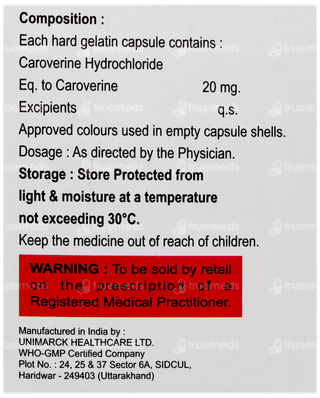 Composition :
Each hard gelatin capsule contains :
Caroverine Hydrochloride
Eq. to Caroverine 20 mg.
Excipients q.s.
Approved colours used in empty capsule shells.
Dosage : As directed by the Physician.
Storage : Store Protected from
light & moisture at a temperature
not exceeding 30°C.
Keep the medicine out of reach of children.
WARNING : To be sold by retail
on the prescription of a
Registered Medical Practitioner.
Manufactured in India by :
UNIMARCK HEALTHCARE LTD.
WHO-GMP Certified Company
Plot No. : 24, 25 & 37 Sector 6A, SIDCUL,
Haridwar - 249403 (Uttarakhand)
truemeds